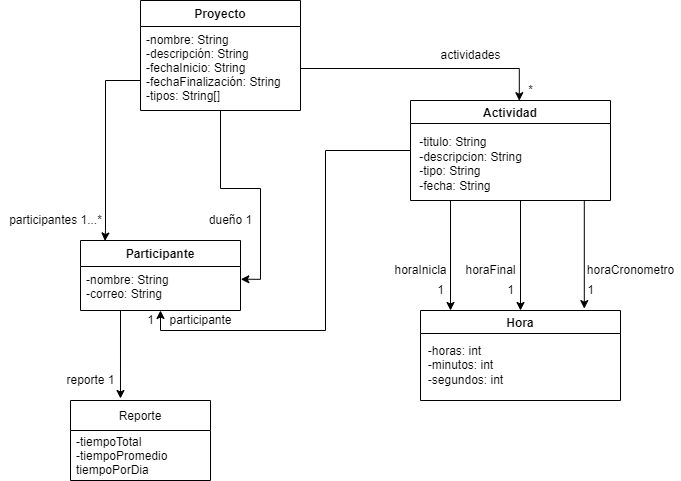 Proyecto
-nombre: String
-descripción: String
-fechaInicio: String
-fechaFinalización: String
-tipos: String[]
actividades
*
Actividad
-titulo: String
-descripcion: String
-tipo: String
-fecha: String
participantes 1...*
dueño 1
Participante
-nombre: String
-correo: String
1 participante
horaInicIa
1
horaFinal
1
horaCronometro
1
Hora
-horas: int
-minutos: int
-segundos: int
reporte 1
Reporte
-tiempoTotal
-tiempoPromedio
tiempoPorDia